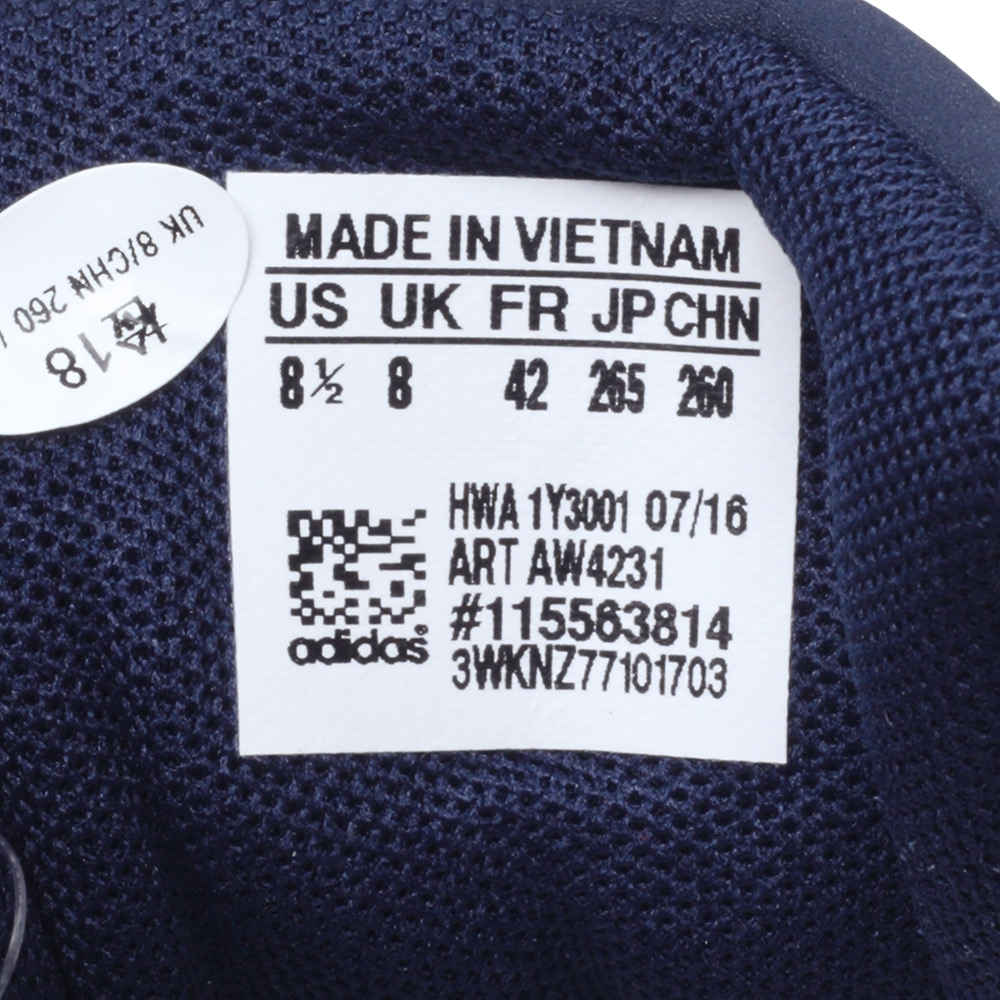 MADE IN VIETNAM
US UK FR JP CHN
8½ 8 42 265 260
HWA 1Y3001 07/16
ART AW4231
#115563814
3WKNZ77101703
adidas®
UK 8/CHN 260
18